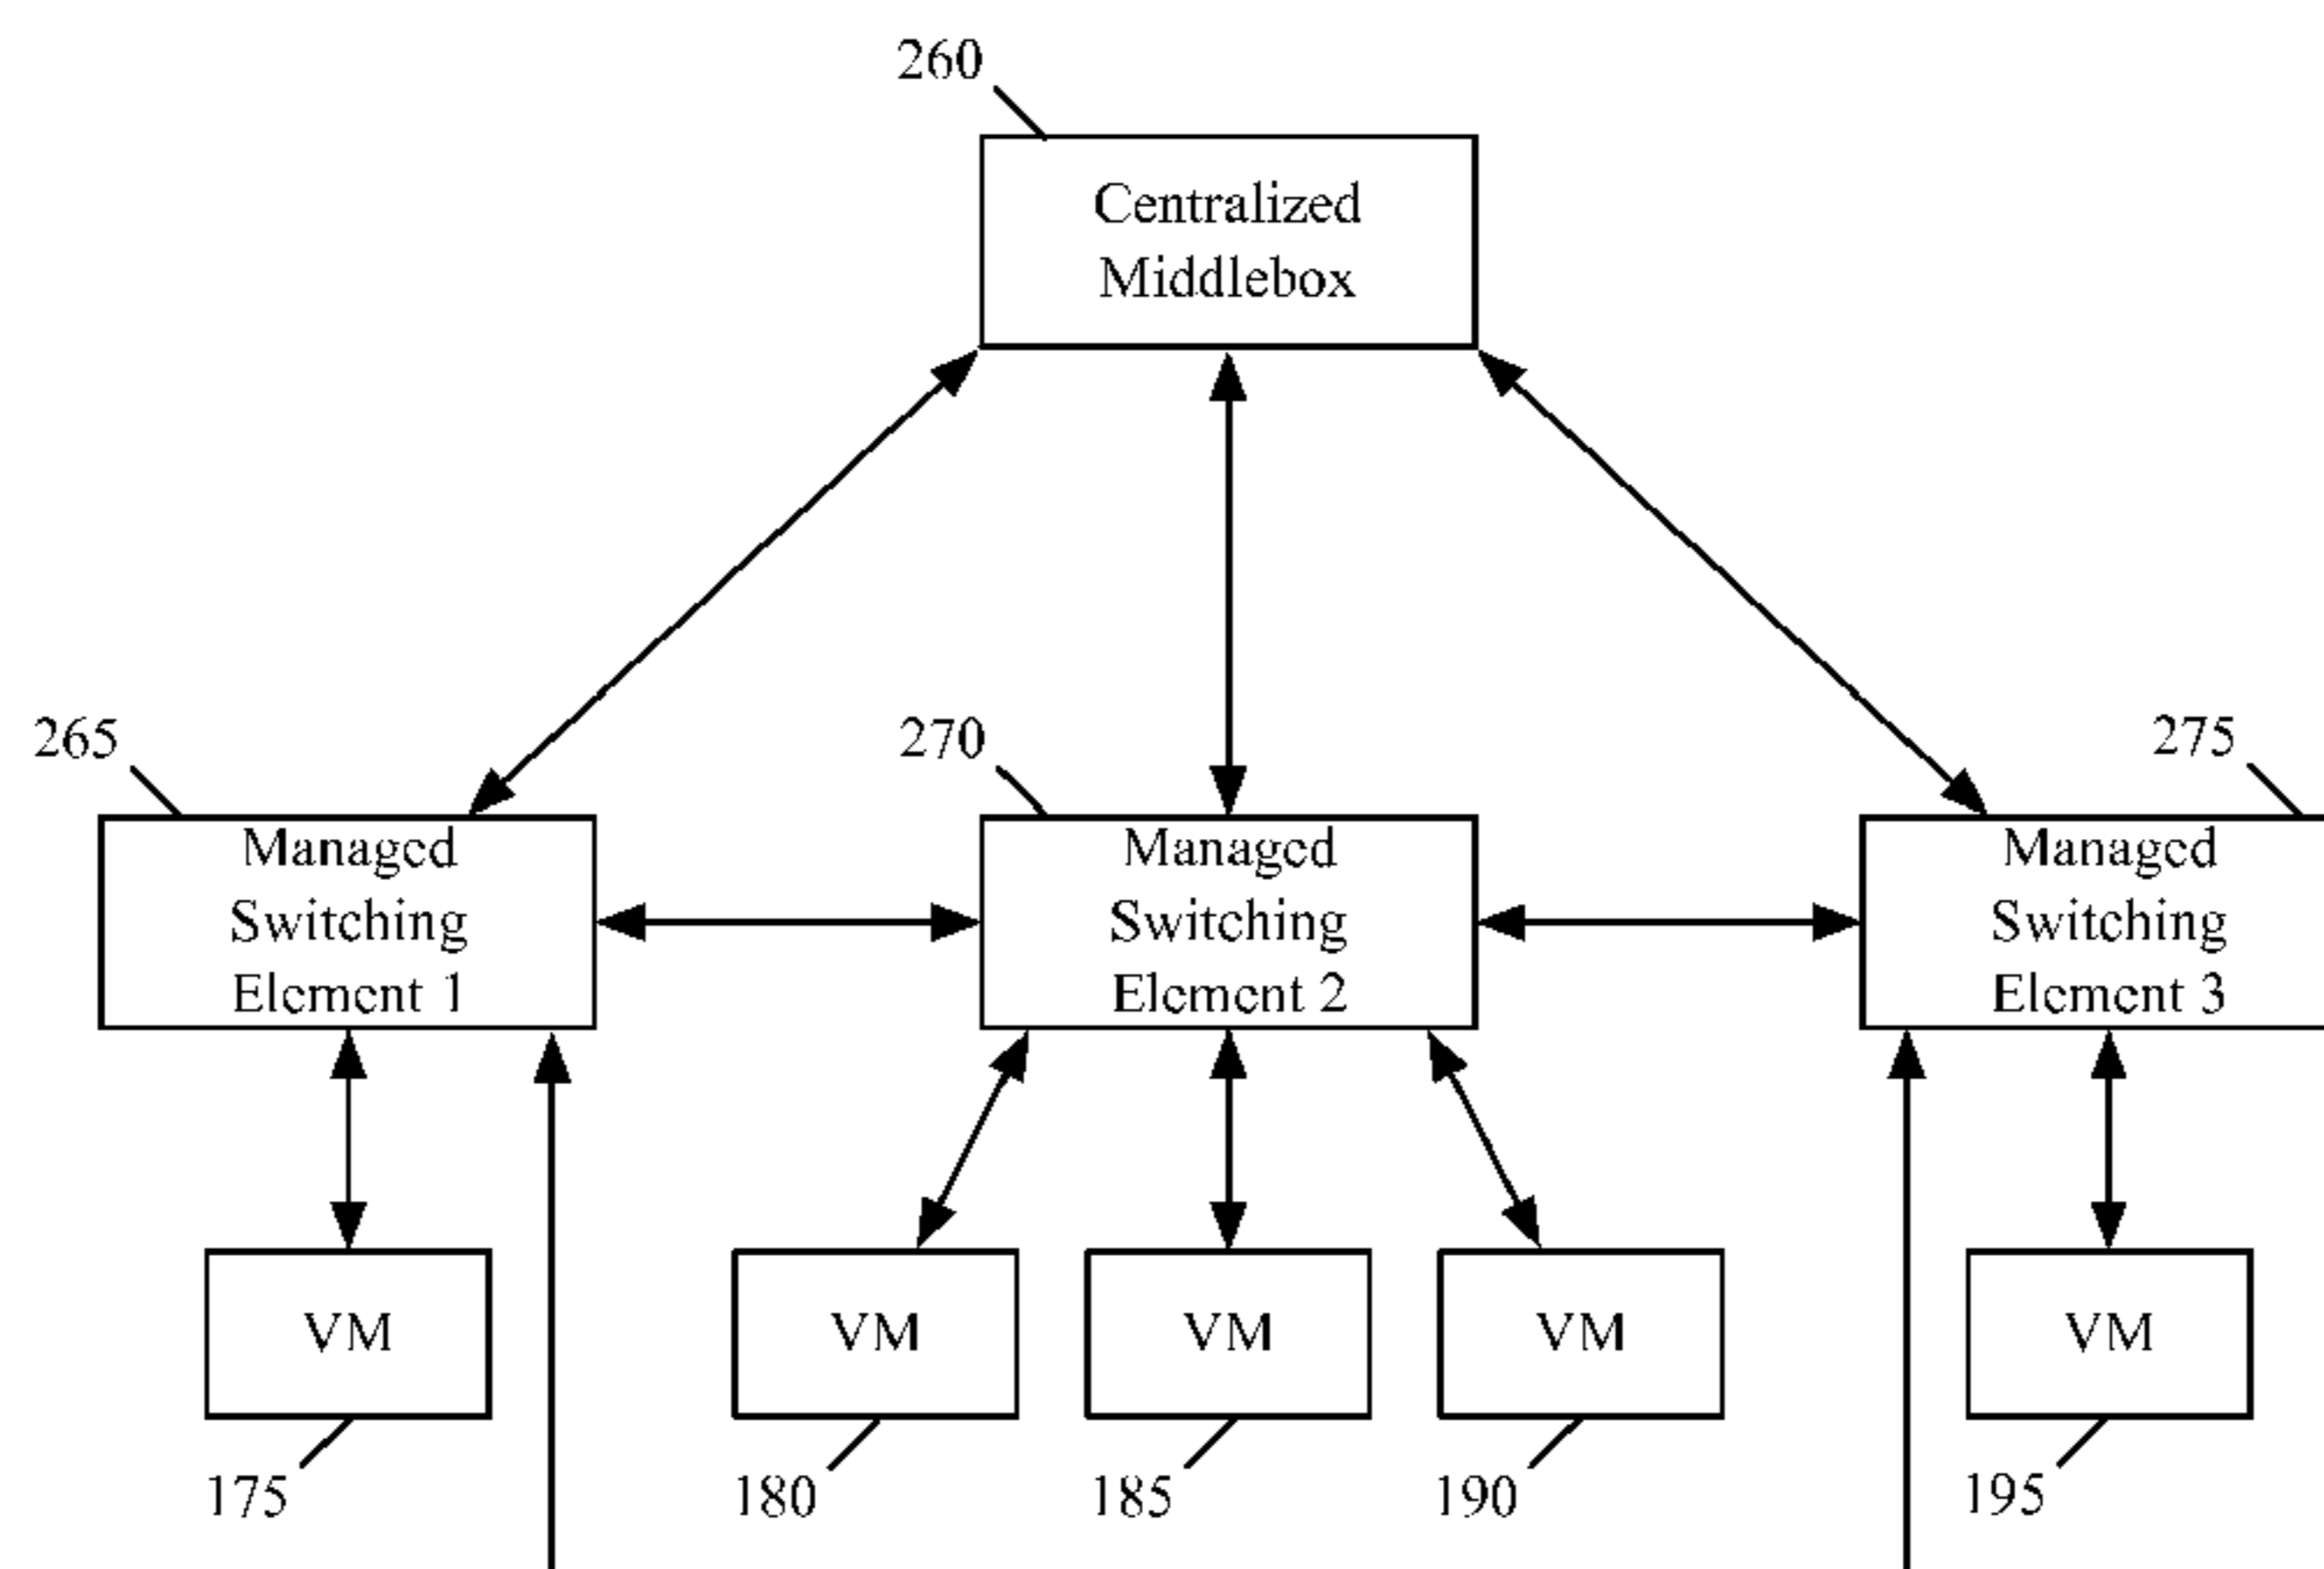 260
Centralized
Middlebox
265
270
275
Managed
Switching
Element 1
Managed
Switching
Element 2
Managed
Switching
Element 3
VM
VM
VM
VM
VM
175
180
185
190
195